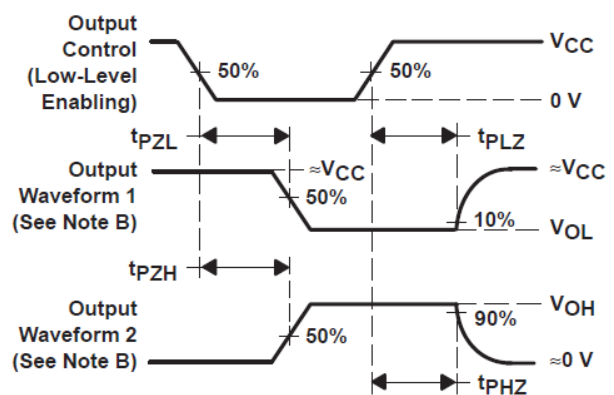 Output
Control
(Low-Level
Enabling)
50%
50%
VCC
0 V
tPZL
tPLZ
Output
Waveform 1
(See Note B)
≈VCC
50%
≈VCC
10%
VOL
tPZH
Output
Waveform 2
(See Note B)
50%
VOH
90%
≈0 V
tPHZ